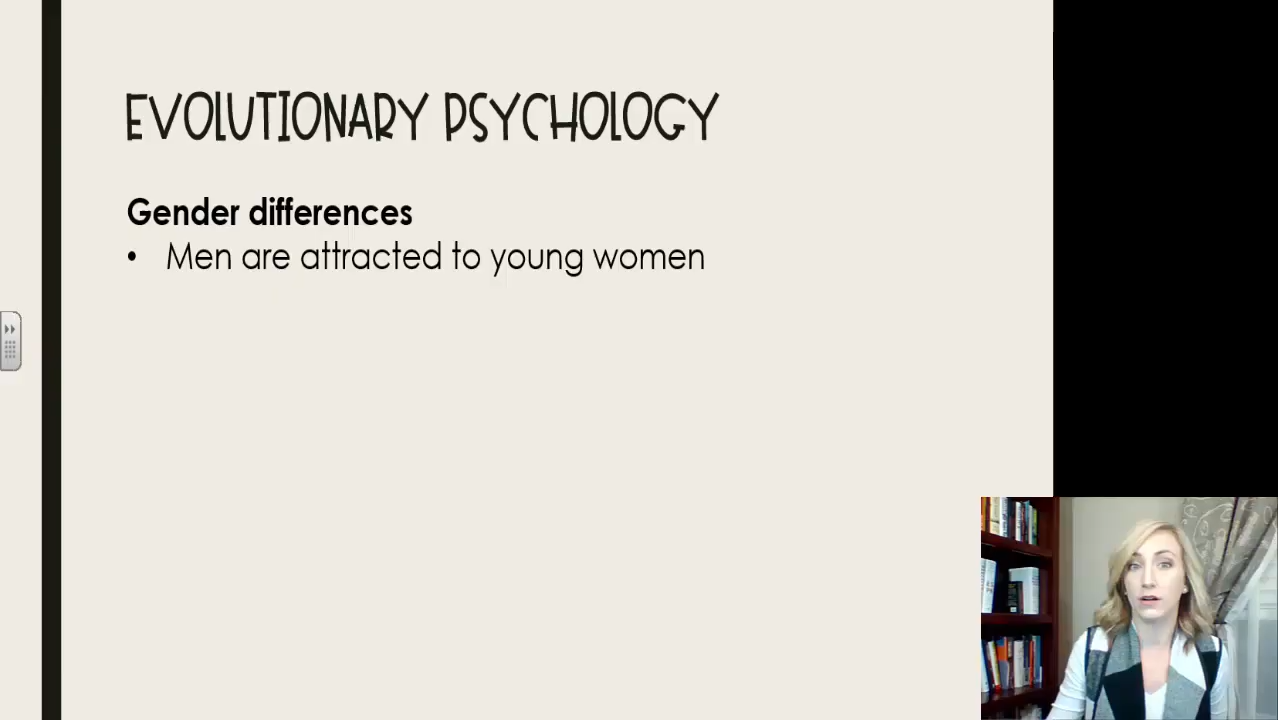 EVOLUTIONARY PSYCHOLOGY
Gender differences
• Men are attracted to young women